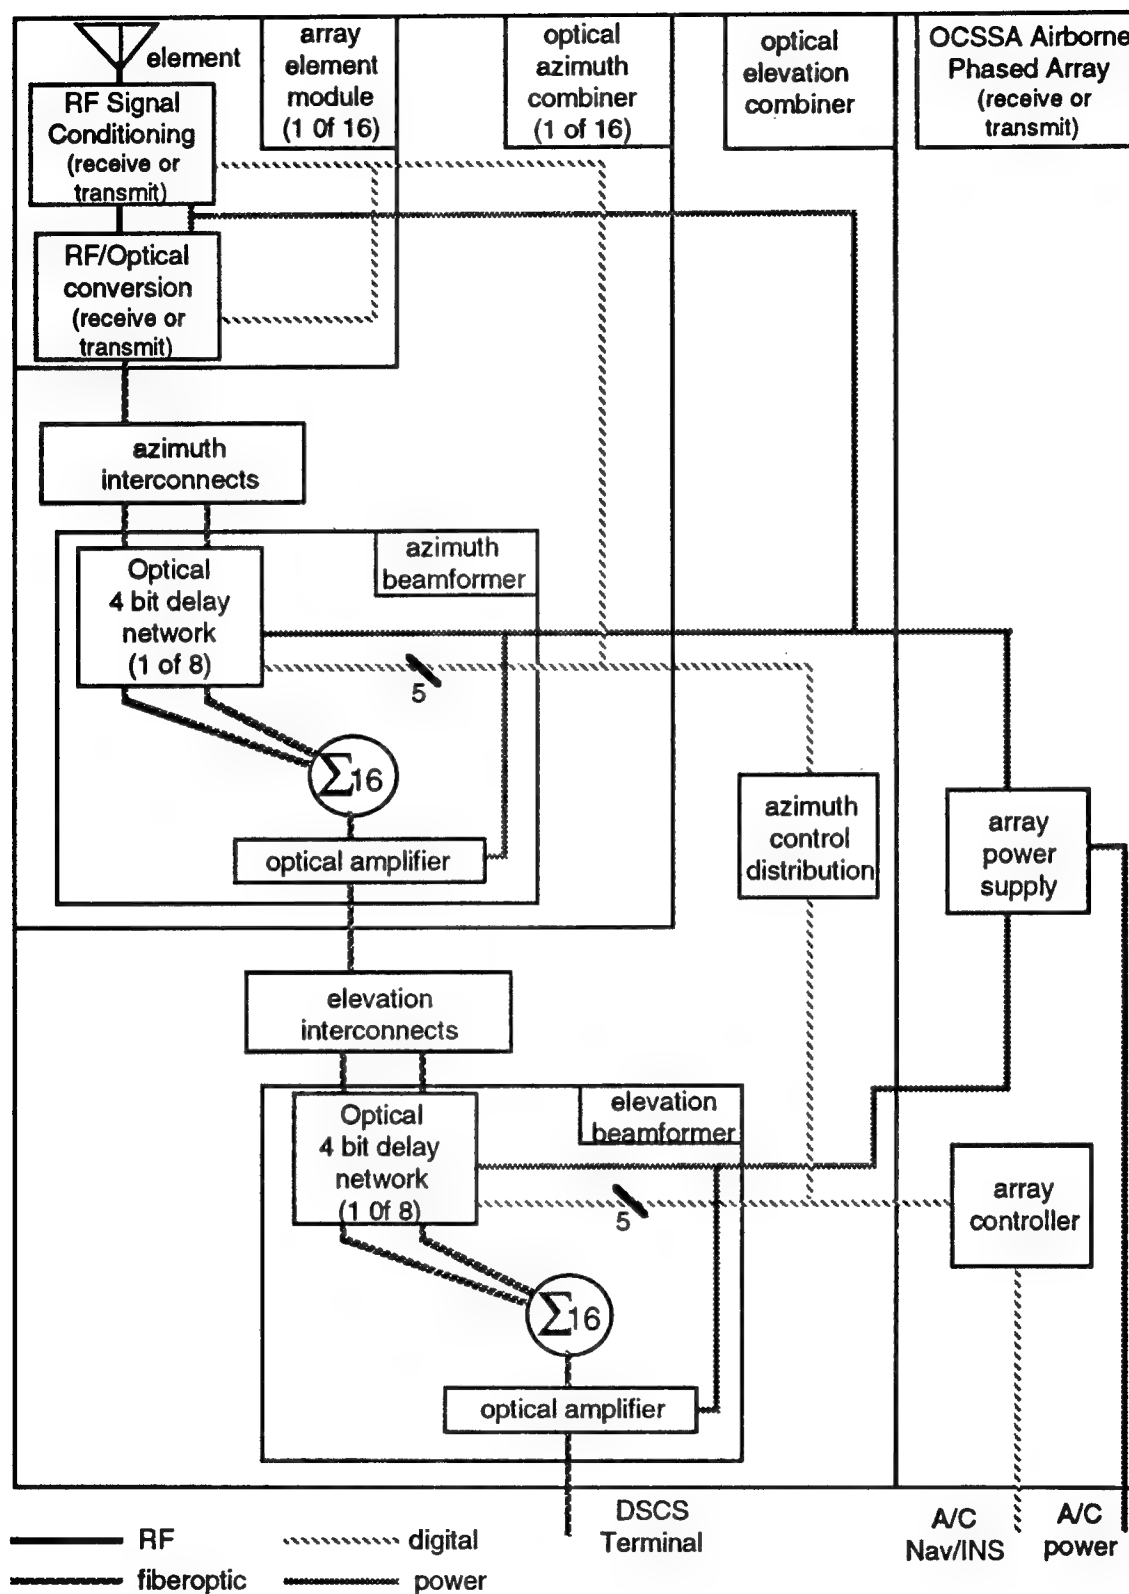 element
array
element
module
(1 0f 16)
optical
azimuth
combiner
(1 of 16)
optical
elevation
combiner
OCSSA Airborne
Phased Array
(receive or
transmit)
RF Signal
Conditioning
(receive or
transmit)
RF/Optical
conversion
(receive or
transmit)
azimuth
interconnects
azimuth
beamformer
Optical
4 bit delay
network
(1 of 8)
5
Σ16
optical amplifier
azimuth
control
distribution
array
power
supply
elevation
interconnects
elevation
beamformer
Optical
4 bit delay
network
(1 0f 8)
5
array
controller
Σ16
optical amplifier
DSCS
Terminal
A/C
Nav/INS
A/C
power
RF
digital
fiberoptic
power